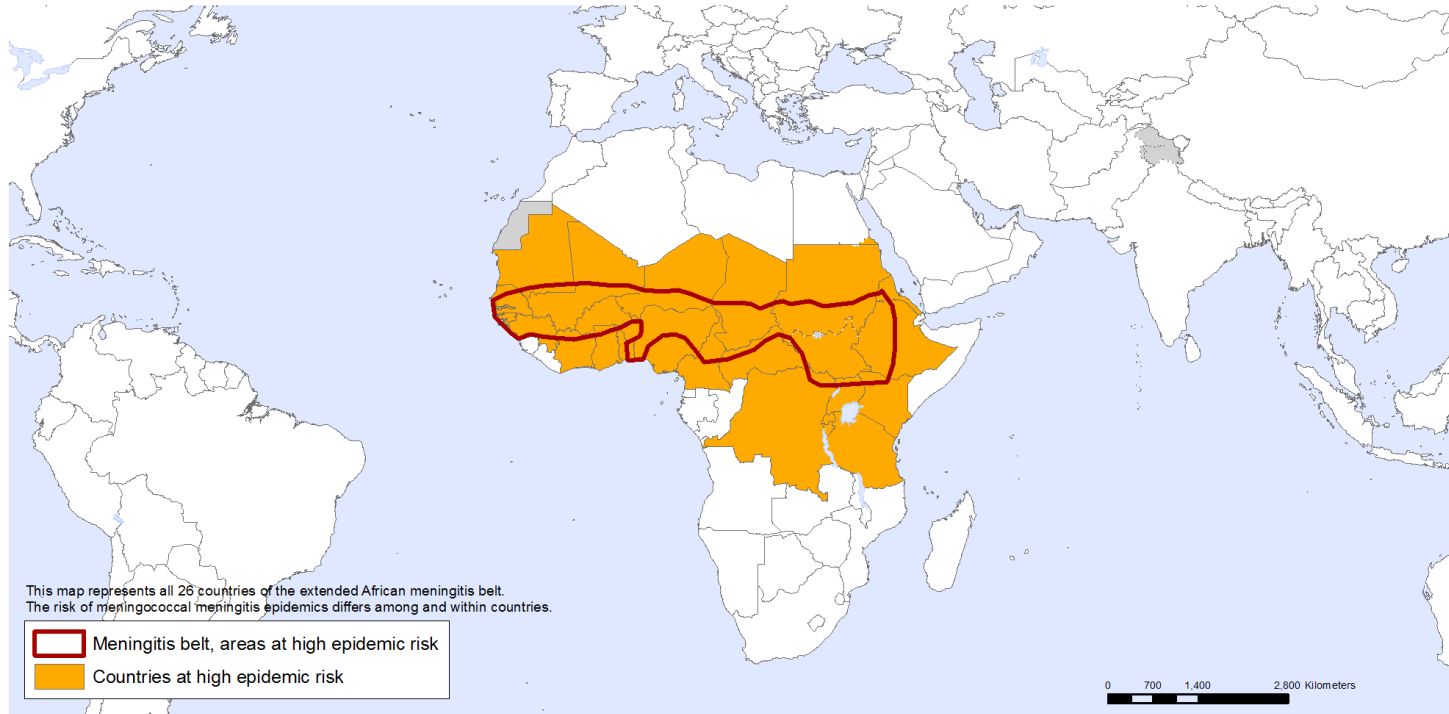 This map represents all 26 countries of the extended African meningitis belt.
The risk of meningococcal meningitis epidemics differs among and within countries.
Meningitis belt, areas at high epidemic risk
Countries at high epidemic risk
0 700 1,400 2,800 Kilometers